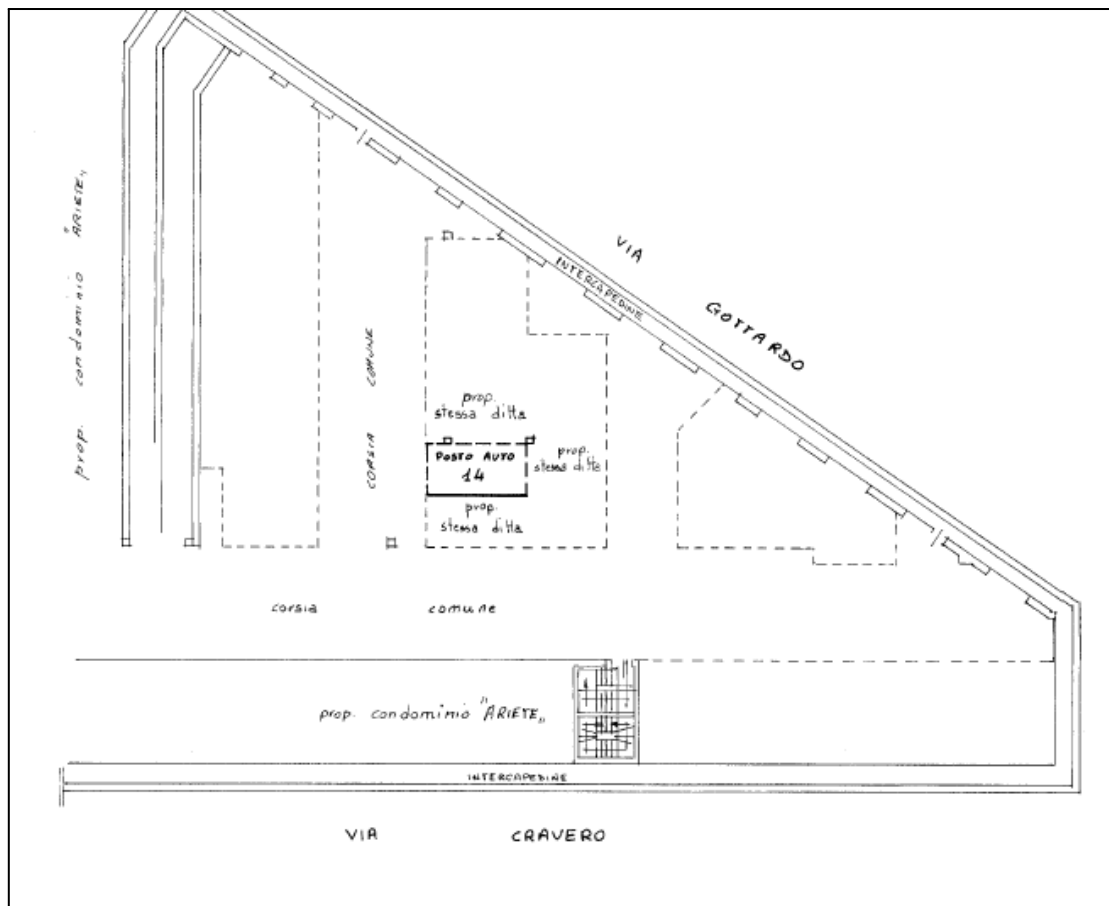 prop. condominio "ARIETE„
VIA
GOTTARDO
INTERCAPEDINE
CORSIA COMUNE
prop.
stessa ditta
POSTO AUTO
14
prop.
stessa ditta
prop.
stessa ditta
corsia comune
prop. condominio "ARIETE„
INTERCAPEDINE
VIA CRAVERO